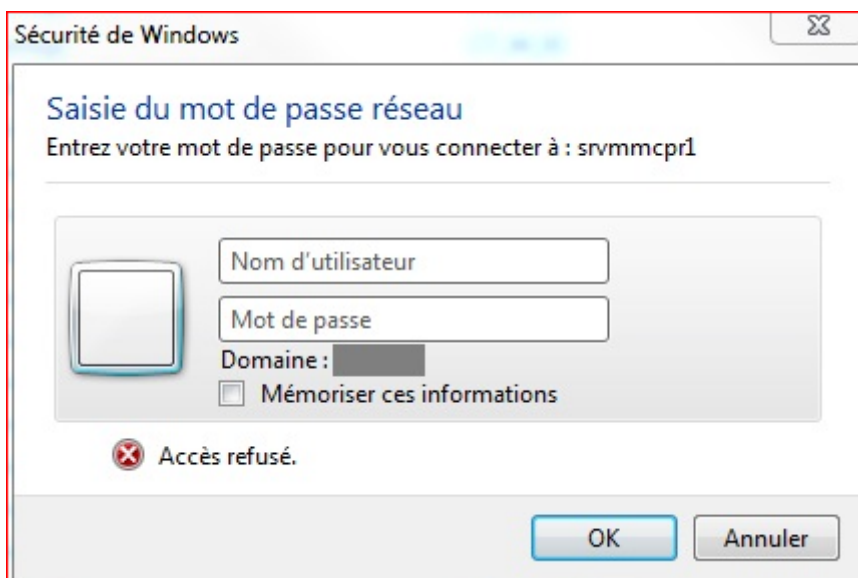 Sécurité de Windows
Saisie du mot de passe réseau
Entrez votre mot de passe pour vous connecter à : srvmmcpr1
Nom d'utilisateur
Mot de passe
Domaine :
Mémoriser ces informations
Accès refusé.
OK Annuler